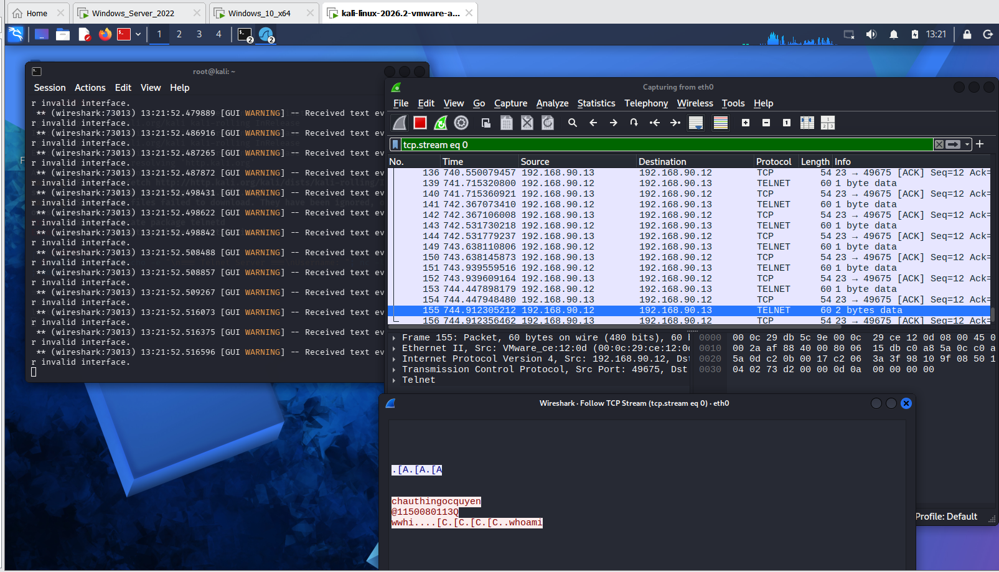 Home
Windows_Server_2022
Windows_10_x64
kali-linux-2026.2-vmware-a...
1 2 3 4
2
2
13:21
root@kali: ~
Session Actions Edit View Help
r invalid interface.
** (wireshark:73013) 13:21:52.479889 [GUI WARNING] -- Received text ev
r invalid interface.
** (wireshark:73013) 13:21:52.486916 [GUI WARNING] -- Received text ev
r invalid interface.
** (wireshark:73013) 13:21:52.487265 [GUI WARNING] -- Received text ev
r invalid interface.
** (wireshark:73013) 13:21:52.487872 [GUI WARNING] -- Received text ev
r invalid interface.
** (wireshark:73013) 13:21:52.498431 [GUI WARNING] -- Received text ev
r invalid interface.
** (wireshark:73013) 13:21:52.498622 [GUI WARNING] -- Received text ev
r invalid interface.
** (wireshark:73013) 13:21:52.498842 [GUI WARNING] -- Received text ev
r invalid interface.
** (wireshark:73013) 13:21:52.508488 [GUI WARNING] -- Received text ev
r invalid interface.
** (wireshark:73013) 13:21:52.508857 [GUI WARNING] -- Received text ev
r invalid interface.
** (wireshark:73013) 13:21:52.509267 [GUI WARNING] -- Received text ev
r invalid interface.
** (wireshark:73013) 13:21:52.516073 [GUI WARNING] -- Received text ev
r invalid interface.
** (wireshark:73013) 13:21:52.516375 [GUI WARNING] -- Received text ev
r invalid interface.
** (wireshark:73013) 13:21:52.516596 [GUI WARNING] -- Received text ev
r invalid interface.
Capturing from eth0
File Edit View Go Capture Analyze Statistics Telephony Wireless Tools Help
tcp.stream eq 0
No. Time Source Destination Protocol Length Info
136 740.550079457 192.168.90.13 192.168.90.12 TCP 54 23 → 49675 [ACK] Seq=12 Ack=
139 741.715320800 192.168.90.12 192.168.90.13 TELNET 60 1 byte data
140 741.715360921 192.168.90.13 192.168.90.12 TCP 54 23 → 49675 [ACK] Seq=12 Ack=
141 742.367073410 192.168.90.12 192.168.90.13 TELNET 60 1 byte data
142 742.367106008 192.168.90.13 192.168.90.12 TCP 54 23 → 49675 [ACK] Seq=12 Ack=
143 742.531730218 192.168.90.12 192.168.90.13 TELNET 60 1 byte data
144 742.531779237 192.168.90.13 192.168.90.12 TCP 54 23 → 49675 [ACK] Seq=12 Ack=
149 743.638110806 192.168.90.12 192.168.90.13 TELNET 60 1 byte data
150 743.638145873 192.168.90.13 192.168.90.12 TCP 54 23 → 49675 [ACK] Seq=12 Ack=
151 743.939559516 192.168.90.12 192.168.90.13 TELNET 60 1 byte data
152 743.939609164 192.168.90.13 192.168.90.12 TCP 54 23 → 49675 [ACK] Seq=12 Ack=
153 744.447898179 192.168.90.12 192.168.90.13 TELNET 60 1 byte data
154 744.447948480 192.168.90.13 192.168.90.12 TCP 54 23 → 49675 [ACK] Seq=12 Ack=
155 744.912305212 192.168.90.12 192.168.90.13 TELNET 60 2 bytes data
156 744.912356462 192.168.90.13 192.168.90.12 TCP 54 23 → 49675 [ACK] Seq=12 Ack=
Frame 155: Packet, 60 bytes on wire (480 bits), 60 b
Ethernet II, Src: VMware_ce:12:0d (00:0c:29:ce:12:0d
Internet Protocol Version 4, Src: 192.168.90.12, Dst
Transmission Control Protocol, Src Port: 49675, Dst
Telnet
0000 00 0c 29 db 5c 9e 00 0c 29 ce 12 0d 08 00 45 0
0010 00 2a af 88 40 00 80 06 15 db c0 a8 5a 0c c0 a
0020 5a 0d c2 0b 00 17 c2 06 3a 3f 98 10 9f 08 50 1
0030 04 02 73 d2 00 00 0d 0a 00 00 00 00
Wireshark · Follow TCP Stream (tcp.stream eq 0) · eth0
.[A.[A.[A
chauthingocquyen
@1150080113Q
wwhi....[C.[C.[C.[C..whoami
Profile: Default